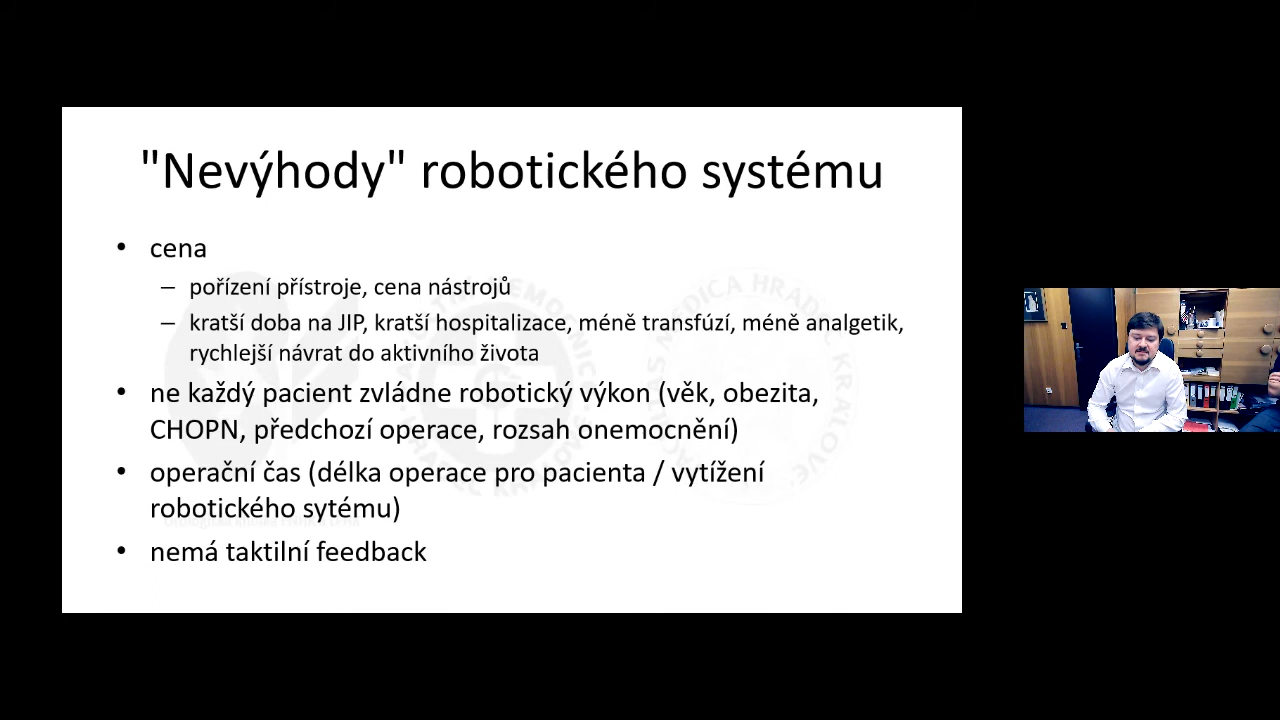 "Nevýhody" robotického systému
• cena
– pořízení přístroje, cena nástrojů
– kratší doba na JIP, kratší hospitalizace, méně transfúzí, méně analgetik,
rychlejší návrat do aktivního života
• ne každý pacient zvládne robotický výkon (věk, obezita,
CHOPN, předchozí operace, rozsah onemocnění)
• operační čas (délka operace pro pacienta / vytížení
robotického sytému)
• nemá taktilní feedback